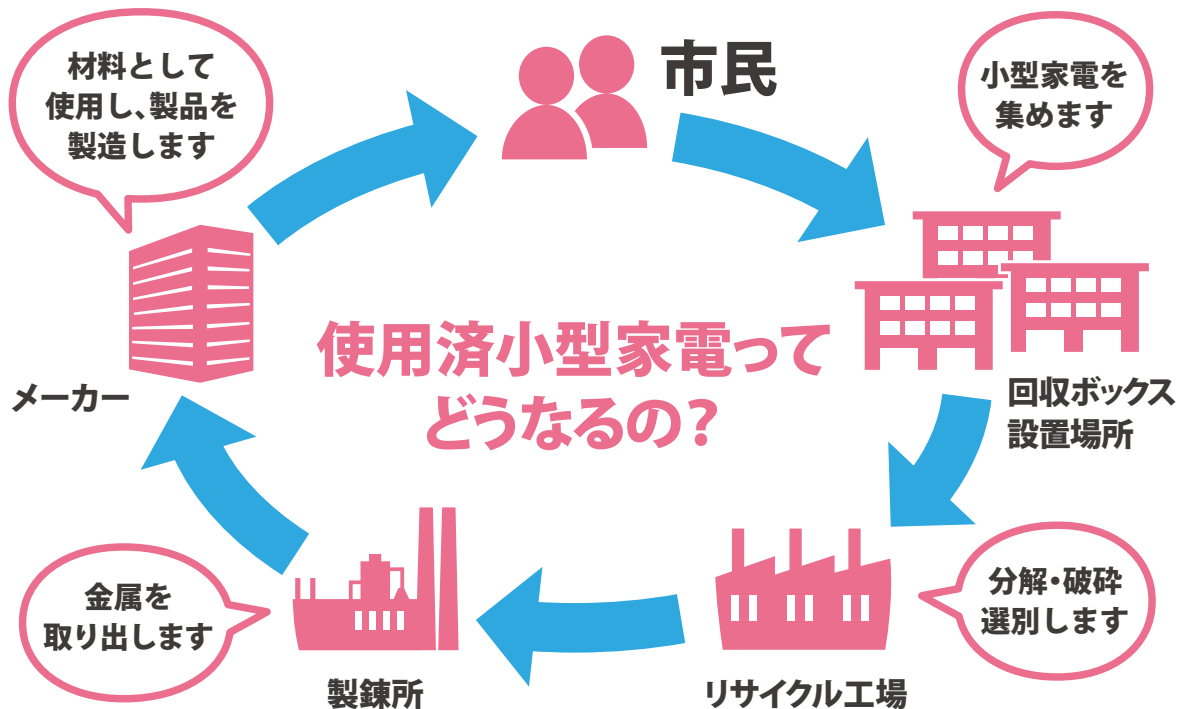 材料として
使用し、製品を
製造します
市民
小型家電を
集めます
使用済小型家電って
どうなるの？
メーカー
回収ボックス
設置場所
金属を
取り出します
分解・破砕
選別します
製錬所
リサイクル工場